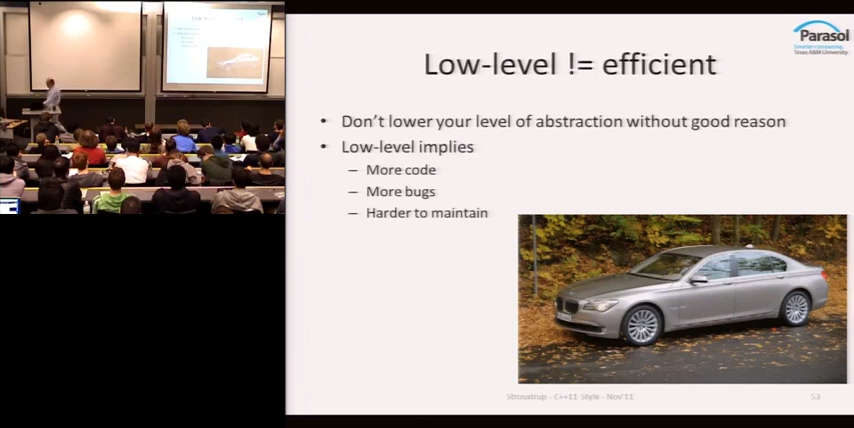 Parasol
Smarter computing.
Texas A&M University.
Low-level != efficient
• Don't lower your level of abstraction without good reason
• Low-level implies
– More code
– More bugs
– Harder to maintain
Stroustrup - C++11 Style - Nov'11
53